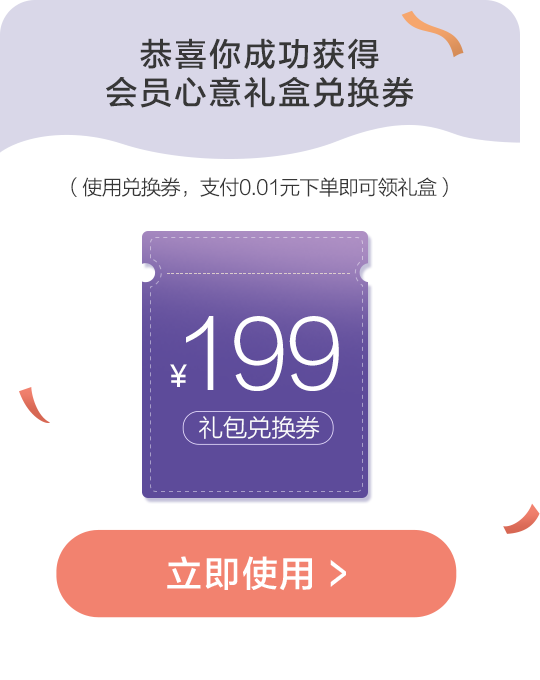 恭喜你成功获得
会员心意礼盒兑换券
（使用兑换券，支付0.01元下单即可领礼盒）
¥199
礼包兑换券
立即使用 >